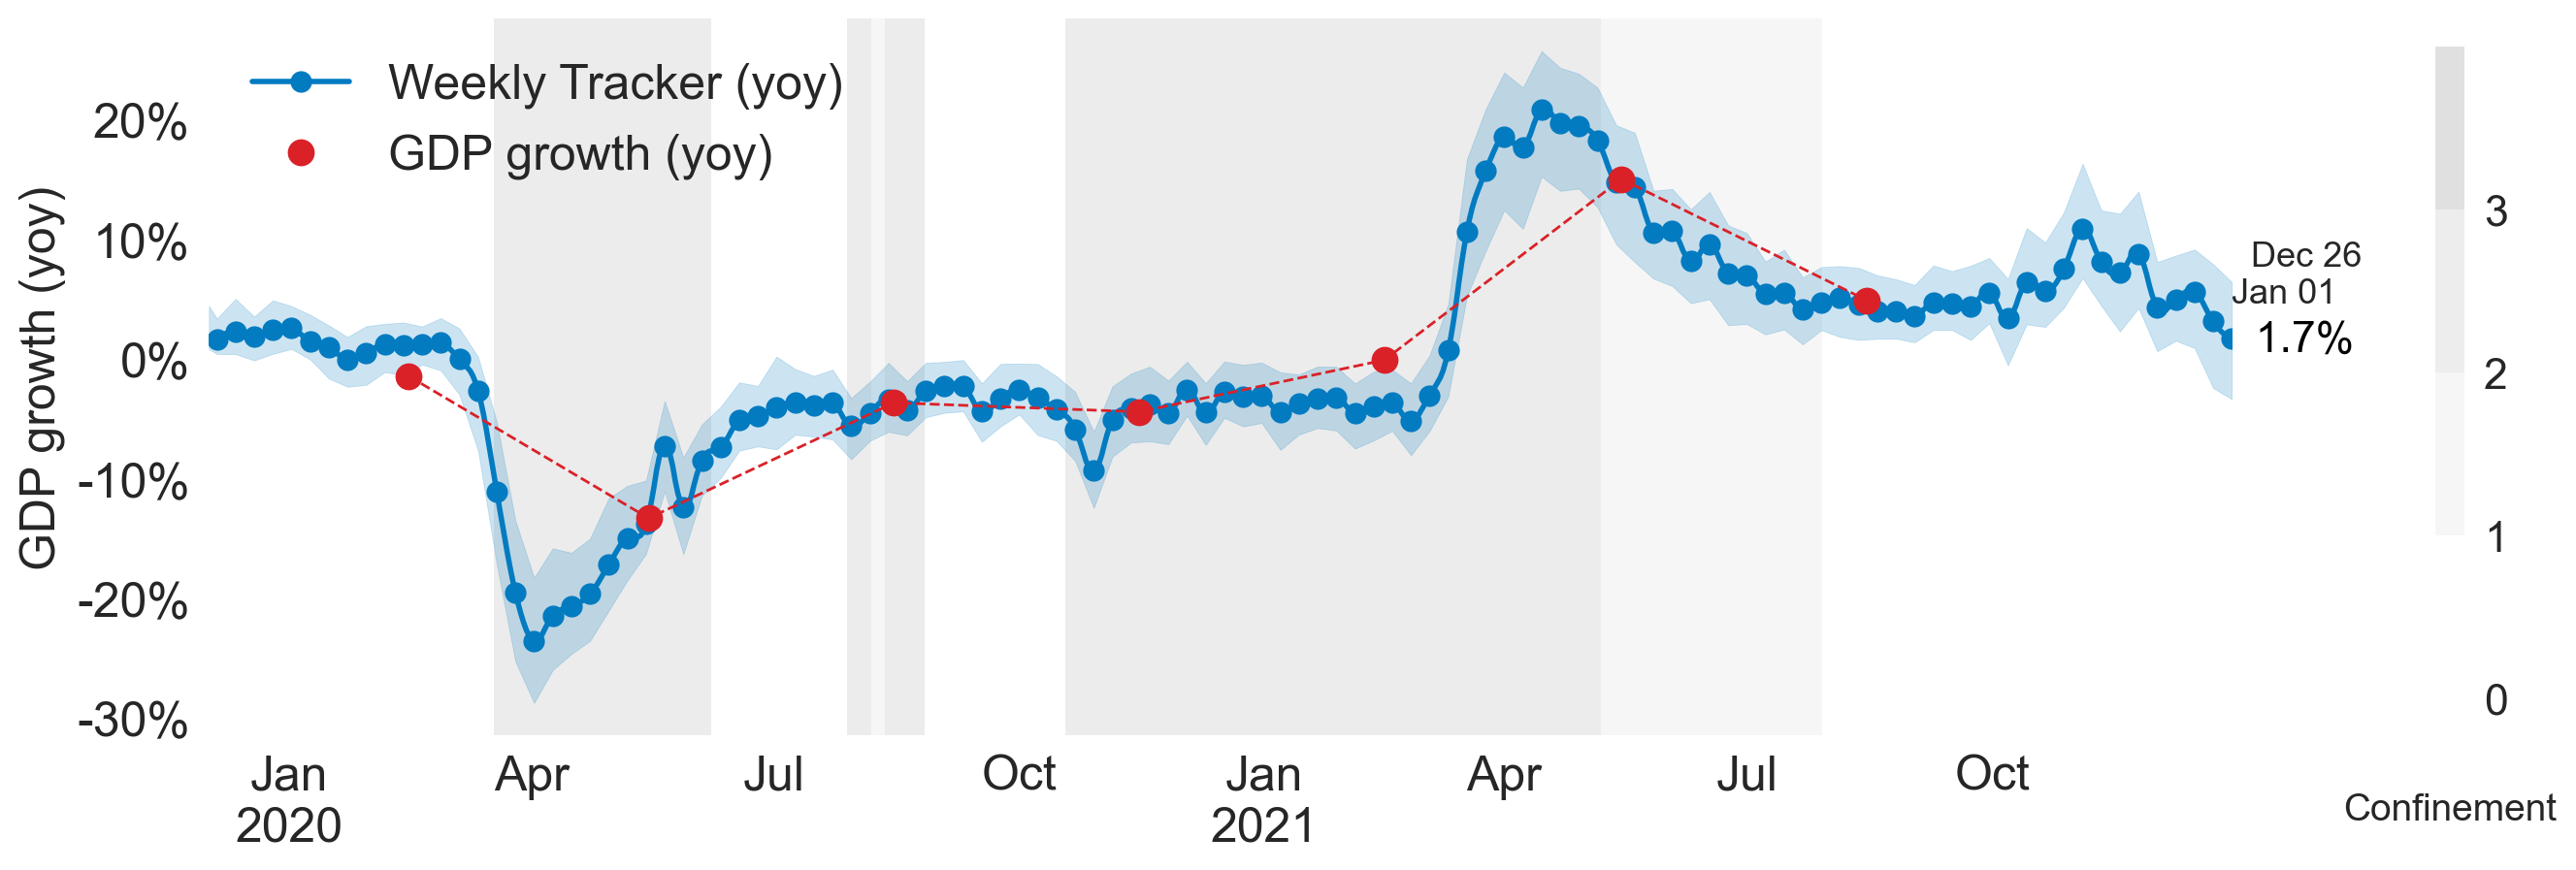 Weekly Tracker (yoy)
GDP growth (yoy)
GDP growth (yoy)
20%
10%
0%
-10%
-20%
-30%
Jan
2020
Apr
Jul
Oct
Jan
2021
Apr
Jul
Oct
Dec 26
Jan 01
1.7%
3
2
1
0
Confinement